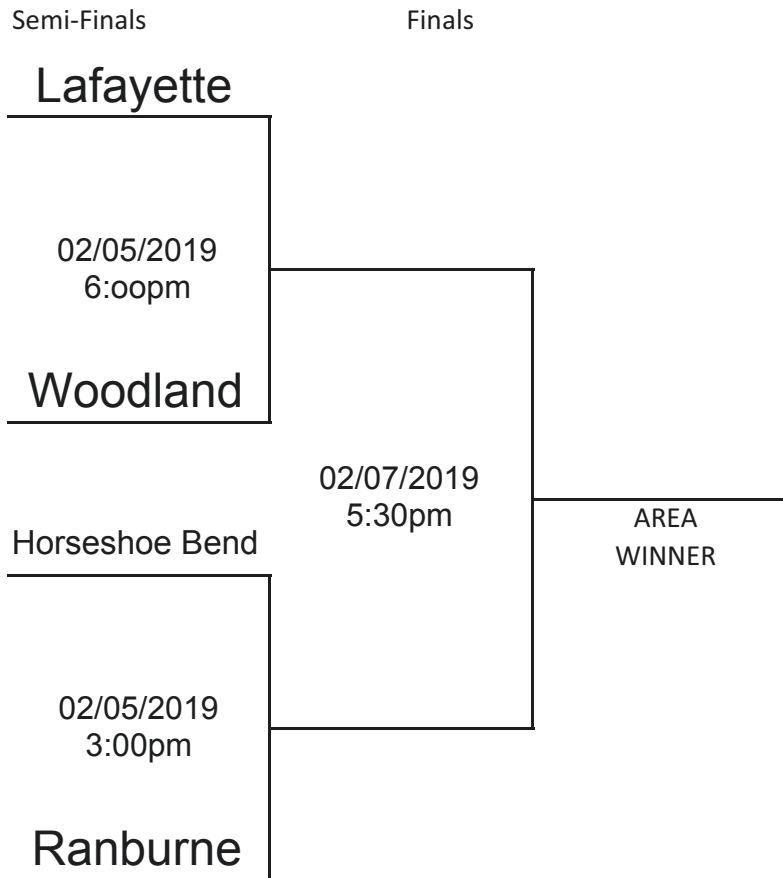 Semi-Finals
Finals
Lafayette
02/05/2019
6:oopm
Woodland
02/07/2019
5:30pm
AREA
WINNER
Horseshoe Bend
02/05/2019
3:00pm
Ranburne